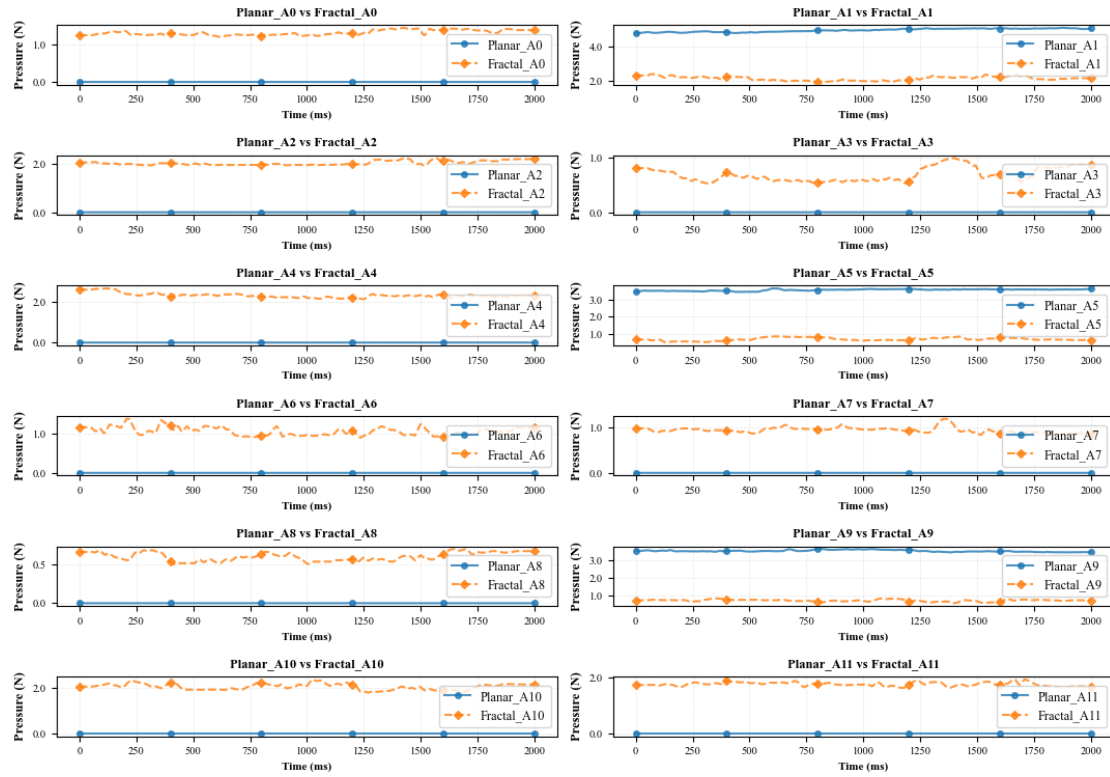 Planar_A0 vs Fractal_A0
Pressure (N)
1.0
0.0
Planar_A0
Fractal_A0
0 250 500 750 1000 1250 1500 1750 2000
Time (ms)
Planar_A1 vs Fractal_A1
Pressure (N)
4.0
2.0
Planar_A1
Fractal_A1
0 250 500 750 1000 1250 1500 1750 2000
Time (ms)
Planar_A2 vs Fractal_A2
Pressure (N)
2.0
0.0
Planar_A2
Fractal_A2
0 250 500 750 1000 1250 1500 1750 2000
Time (ms)
Planar_A3 vs Fractal_A3
Pressure (N)
1.0
0.0
Planar_A3
Fractal_A3
0 250 500 750 1000 1250 1500 1750 2000
Time (ms)
Planar_A4 vs Fractal_A4
Pressure (N)
2.0
0.0
Planar_A4
Fractal_A4
0 250 500 750 1000 1250 1500 1750 2000
Time (ms)
Planar_A5 vs Fractal_A5
Pressure (N)
3.0
2.0
1.0
Planar_A5
Fractal_A5
0 250 500 750 1000 1250 1500 1750 2000
Time (ms)
Planar_A6 vs Fractal_A6
Pressure (N)
1.0
0.0
Planar_A6
Fractal_A6
0 250 500 750 1000 1250 1500 1750 2000
Time (ms)
Planar_A7 vs Fractal_A7
Pressure (N)
1.0
0.0
Planar_A7
Fractal_A7
0 250 500 750 1000 1250 1500 1750 2000
Time (ms)
Planar_A8 vs Fractal_A8
Pressure (N)
0.5
0.0
Planar_A8
Fractal_A8
0 250 500 750 1000 1250 1500 1750 2000
Time (ms)
Planar_A9 vs Fractal_A9
Pressure (N)
3.0
2.0
1.0
Planar_A9
Fractal_A9
0 250 500 750 1000 1250 1500 1750 2000
Time (ms)
Planar_A10 vs Fractal_A10
Pressure (N)
2.0
0.0
Planar_A10
Fractal_A10
0 250 500 750 1000 1250 1500 1750 2000
Time (ms)
Planar_A11 vs Fractal_A11
Pressure (N)
2.0
0.0
Planar_A11
Fractal_A11
0 250 500 750 1000 1250 1500 1750 2000
Time (ms)